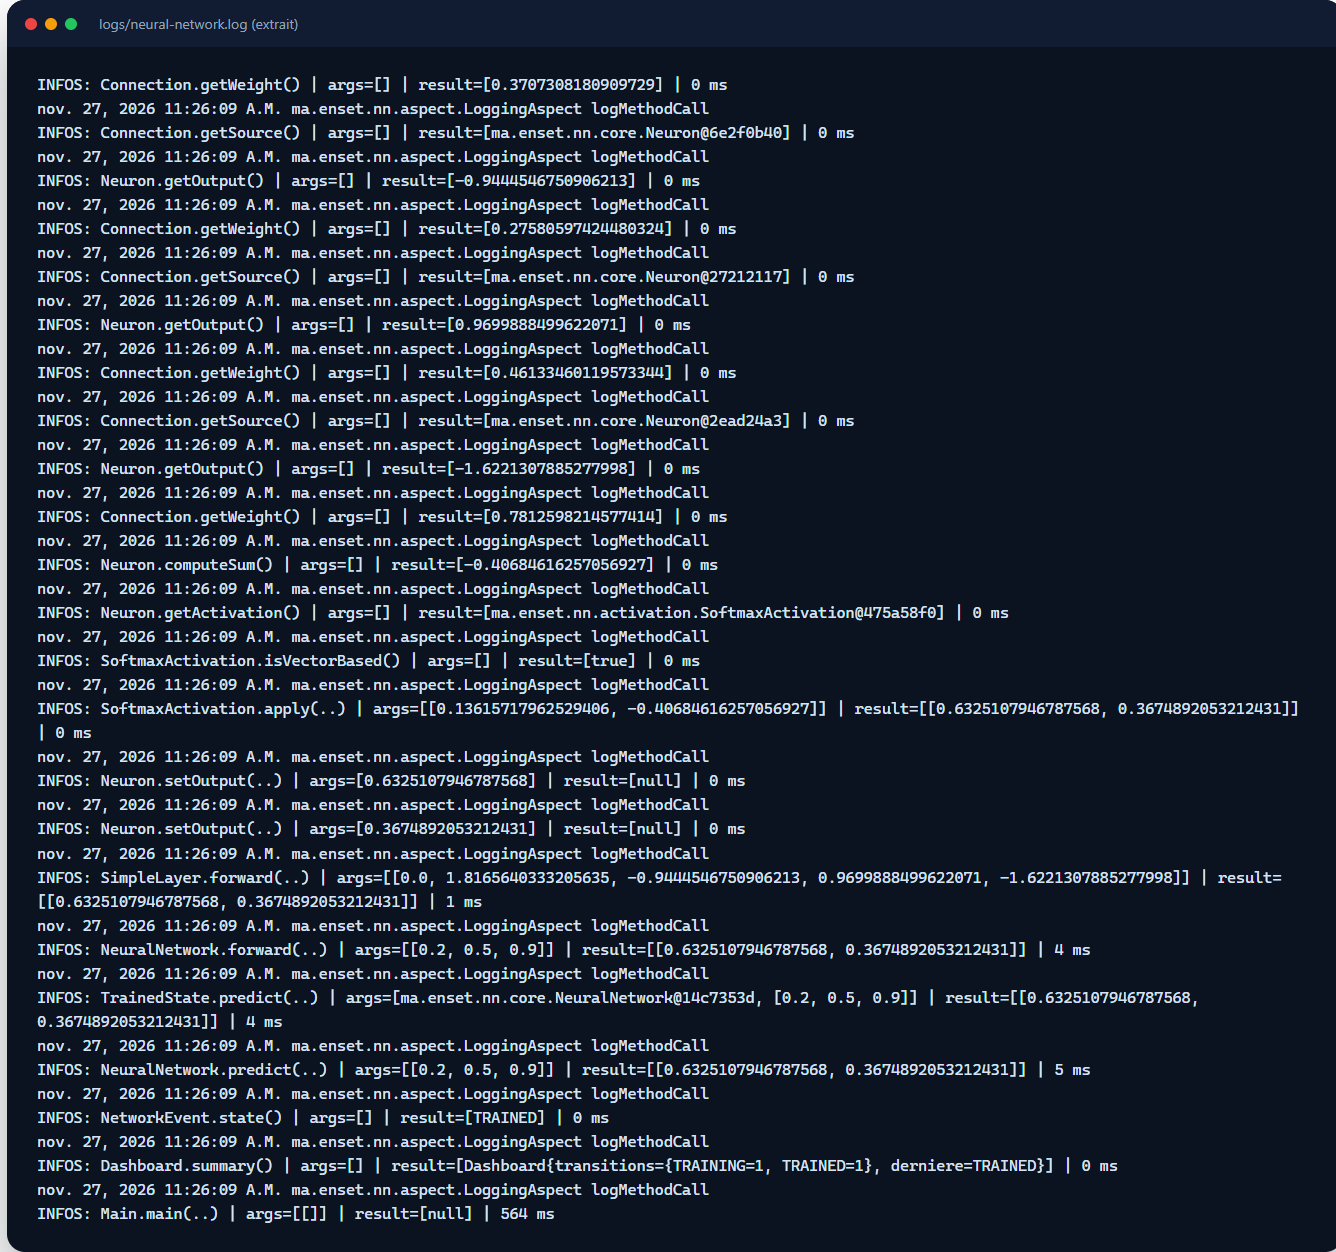 logs/neural-network.log (extrait)
INFOS: Connection.getWeight() | args=[] | result=[0.3707308180909729] | 0 ms
nov. 27, 2026 11:26:09 A.M. ma.enset.nn.aspect.LoggingAspect logMethodCall
INFOS: Connection.getSource() | args=[] | result=[ma.enset.nn.core.Neuron@6e2f0b40] | 0 ms
nov. 27, 2026 11:26:09 A.M. ma.enset.nn.aspect.LoggingAspect logMethodCall
INFOS: Neuron.getOutput() | args=[] | result=[-0.9444546750906213] | 0 ms
nov. 27, 2026 11:26:09 A.M. ma.enset.nn.aspect.LoggingAspect logMethodCall
INFOS: Connection.getWeight() | args=[] | result=[0.27580597424480324] | 0 ms
nov. 27, 2026 11:26:09 A.M. ma.enset.nn.aspect.LoggingAspect logMethodCall
INFOS: Connection.getSource() | args=[] | result=[ma.enset.nn.core.Neuron@27212117] | 0 ms
nov. 27, 2026 11:26:09 A.M. ma.enset.nn.aspect.LoggingAspect logMethodCall
INFOS: Neuron.getOutput() | args=[] | result=[0.9699888499622071] | 0 ms
nov. 27, 2026 11:26:09 A.M. ma.enset.nn.aspect.LoggingAspect logMethodCall
INFOS: Connection.getWeight() | args=[] | result=[0.46133460119573344] | 0 ms
nov. 27, 2026 11:26:09 A.M. ma.enset.nn.aspect.LoggingAspect logMethodCall
INFOS: Connection.getSource() | args=[] | result=[ma.enset.nn.core.Neuron@2ead24a3] | 0 ms
nov. 27, 2026 11:26:09 A.M. ma.enset.nn.aspect.LoggingAspect logMethodCall
INFOS: Neuron.getOutput() | args=[] | result=[-1.6221307885277998] | 0 ms
nov. 27, 2026 11:26:09 A.M. ma.enset.nn.aspect.LoggingAspect logMethodCall
INFOS: Connection.getWeight() | args=[] | result=[0.7812598214577414] | 0 ms
nov. 27, 2026 11:26:09 A.M. ma.enset.nn.aspect.LoggingAspect logMethodCall
INFOS: Neuron.computeSum() | args=[] | result=[-0.40684616257056927] | 0 ms
nov. 27, 2026 11:26:09 A.M. ma.enset.nn.aspect.LoggingAspect logMethodCall
INFOS: Neuron.getActivation() | args=[] | result=[ma.enset.nn.activation.SoftmaxActivation@475a58f0] | 0 ms
nov. 27, 2026 11:26:09 A.M. ma.enset.nn.aspect.LoggingAspect logMethodCall
INFOS: SoftmaxActivation.isVectorBased() | args=[] | result=[true] | 0 ms
nov. 27, 2026 11:26:09 A.M. ma.enset.nn.aspect.LoggingAspect logMethodCall
INFOS: SoftmaxActivation.apply(..) | args=[[0.13615717962529406, -0.40684616257056927]] | result=[[0.6325107946787568, 0.3674892053212431]]
| 0 ms
nov. 27, 2026 11:26:09 A.M. ma.enset.nn.aspect.LoggingAspect logMethodCall
INFOS: Neuron.setOutput(..) | args=[0.6325107946787568] | result=[null] | 0 ms
nov. 27, 2026 11:26:09 A.M. ma.enset.nn.aspect.LoggingAspect logMethodCall
INFOS: Neuron.setOutput(..) | args=[0.3674892053212431] | result=[null] | 0 ms
nov. 27, 2026 11:26:09 A.M. ma.enset.nn.aspect.LoggingAspect logMethodCall
INFOS: SimpleLayer.forward(..) | args=[[0.0, 1.8165640333205635, -0.9444546750906213, 0.9699888499622071, -1.6221307885277998]] | result=
[[0.6325107946787568, 0.3674892053212431]] | 1 ms
nov. 27, 2026 11:26:09 A.M. ma.enset.nn.aspect.LoggingAspect logMethodCall
INFOS: NeuralNetwork.forward(..) | args=[[0.2, 0.5, 0.9]] | result=[[0.6325107946787568, 0.3674892053212431]] | 4 ms
nov. 27, 2026 11:26:09 A.M. ma.enset.nn.aspect.LoggingAspect logMethodCall
INFOS: TrainedState.predict(..) | args=[ma.enset.nn.core.NeuralNetwork@14c7353d, [0.2, 0.5, 0.9]] | result=[[0.6325107946787568,
0.3674892053212431]] | 4 ms
nov. 27, 2026 11:26:09 A.M. ma.enset.nn.aspect.LoggingAspect logMethodCall
INFOS: NeuralNetwork.predict(..) | args=[[0.2, 0.5, 0.9]] | result=[[0.6325107946787568, 0.3674892053212431]] | 5 ms
nov. 27, 2026 11:26:09 A.M. ma.enset.nn.aspect.LoggingAspect logMethodCall
INFOS: NetworkEvent.state() | args=[] | result=[TRAINED] | 0 ms
nov. 27, 2026 11:26:09 A.M. ma.enset.nn.aspect.LoggingAspect logMethodCall
INFOS: Dashboard.summary() | args=[] | result=[Dashboard{transitions={TRAINING=1, TRAINED=1}, derniere=TRAINED}] | 0 ms
nov. 27, 2026 11:26:09 A.M. ma.enset.nn.aspect.LoggingAspect logMethodCall
INFOS: Main.main(..) | args=[[]] | result=[null] | 564 ms